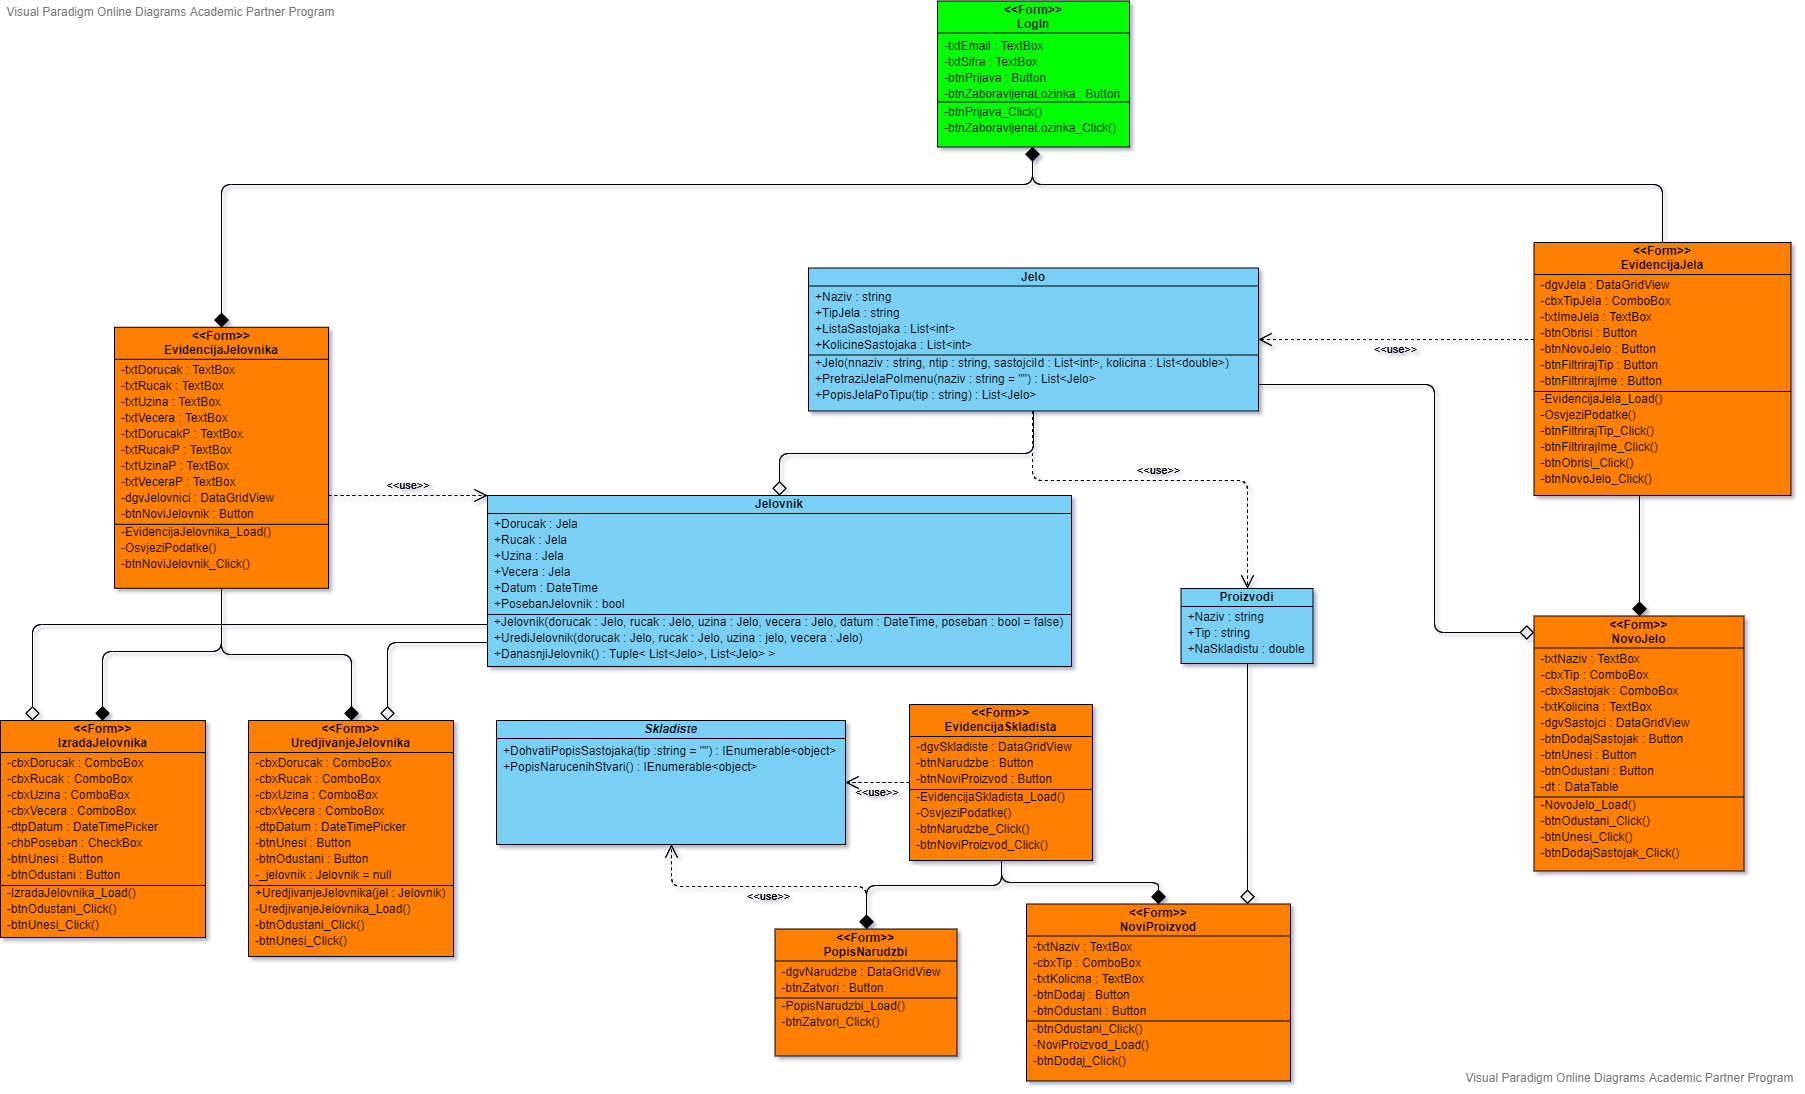 Visual Paradigm Online Diagrams Academic Partner Program
<<Form>>
LogIn
-txtEmail : TextBox
-txtSifra : TextBox
-btnPrijava : Button
-btnZaboravljenaLozinka : Button
-btnPrijava_Click()
-btnZaboravljenaLozinka_Click()
<<Form>>
EvidencijaJela
-dgvJela : DataGridView
-cbxTipJela : ComboBox
-txtImeJela : TextBox
-btnObrisi : Button
-btnNovoJelo : Button
-btnFiltrirajTip : Button
-btnFiltrirajIme : Button
-EvidencijaJela_Load()
-OsvjeziPodatke()
-btnFiltrirajTip_Click()
-btnFiltrirajIme_Click()
-btnObrisi_Click()
-btnNovoJelo_Click()
Jelo
+Naziv : string
+TipJela : string
+ListaSastojaka : List<int>
+KolicineSastojaka : List<int>
+Jelo(nnaziv : string, ntip : string, sastojciId : List<int>, kolicina : List<double>)
+PretraziJelaPoImenu(naziv : string = "") : List<Jelo>
+PopisJelaPoTipu(tip : string) : List<Jelo>
<<use>>
<<Form>>
EvidencijaJelovnika
-txtDorucak : TextBox
-txtRucak : TextBox
-txtUzina : TextBox
-txtVecera : TextBox
-txtDorucakP : TextBox
-txtRucakP : TextBox
-txtUzinaP : TextBox
-txtVeceraP : TextBox
-dgvJelovnici : DataGridView
-btnNoviJelovnik : Button
-EvidencijaJelovnika_Load()
-OsvjeziPodatke()
-btnNoviJelovnik_Click()
<<use>>
<<use>>
Jelovnik
+Dorucak : Jela
+Rucak : Jela
+Uzina : Jela
+Vecera : Jela
+Datum : DateTime
+PosebanJelovnik : bool
+Jelovnik(dorucak : Jelo, rucak : Jelo, uzina : Jelo, vecera : Jelo, datum : DateTime, poseban : bool = false)
+UrediJelovnik(dorucak : Jelo, rucak : Jelo, uzina : jelo, vecera : Jelo)
+DanasnjiJelovnik() : Tuple< List<Jelo>, List<Jelo> >
Proizvodi
+Naziv : string
+Tip : string
+NaSkladistu : double
<<Form>>
NovoJelo
-txtNaziv : TextBox
-cbxTip : ComboBox
-cbxSastojak : ComboBox
-txtKolicina : TextBox
-dgvSastojci : DataGridView
-btnDodajSastojak : Button
-btnUnesi : Button
-btnOdustani : Button
-dt : DataTable
-NovoJelo_Load()
-btnOdustani_Click()
-btnUnesi_Click()
-btnDodajSastojak_Click()
<<Form>>
IzradaJelovnika
-cbxDorucak : ComboBox
-cbxRucak : ComboBox
-cbxUzina : ComboBox
-cbxVecera : ComboBox
-dtpDatum : DateTimePicker
-chbPoseban : CheckBox
-btnUnesi : Button
-btnOdustani : Button
-IzradaJelovnika_Load()
-btnOdustani_Click()
-btnUnesi_Click()
<<Form>>
UredjivanjeJelovnika
-cbxDorucak : ComboBox
-cbxRucak : ComboBox
-cbxUzina : ComboBox
-cbxVecera : ComboBox
-dtpDatum : DateTimePicker
-btnUnesi : Button
-btnOdustani : Button
-_jelovnik : Jelovnik = null
+UredjivanjeJelovnika(jel : Jelovnik)
-UredjivanjeJelovnika_Load()
-btnOdustani_Click()
-btnUnesi_Click()
Skladiste
+DohvatiPopisSastojaka(tip :string = "") : IEnumerable<object>
+PopisNarucenihStvari() : IEnumerable<object>
<<Form>>
EvidencijaSkladista
-dgvSkladiste : DataGridView
-btnNarudzbe : Button
-btnNoviProizvod : Button
-EvidencijaSkladista_Load()
-OsvjeziPodatke()
-btnNarudzbe_Click()
-btnNoviProizvod_Click()
<<use>>
<<use>>
<<Form>>
PopisNarudzbi
-dgvNarudzbe : DataGridView
-btnZatvori : Button
-PopisNarudzbi_Load()
-btnZatvori_Click()
<<Form>>
NoviProizvod
-txtNaziv : TextBox
-cbxTip : ComboBox
-txtKolicina : TextBox
-btnDodaj : Button
-btnOdustani : Button
-btnOdustani_Click()
-NoviProizvod_Load()
-btnDodaj_Click()
Visual Paradigm Online Diagrams Academic Partner Program